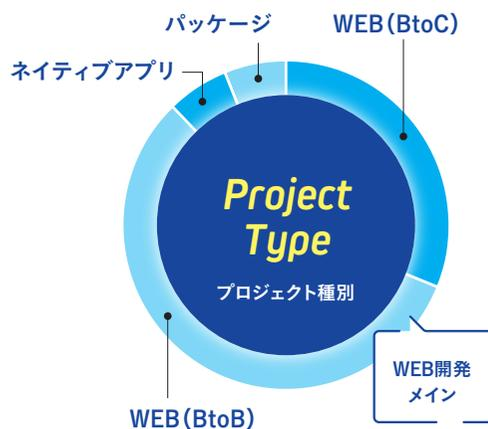 パッケージ
WEB(BtoC)
ネイティブアプリ
Project
Type
プロジェクト種別
WEB開発
メイン
WEB(BtoB)